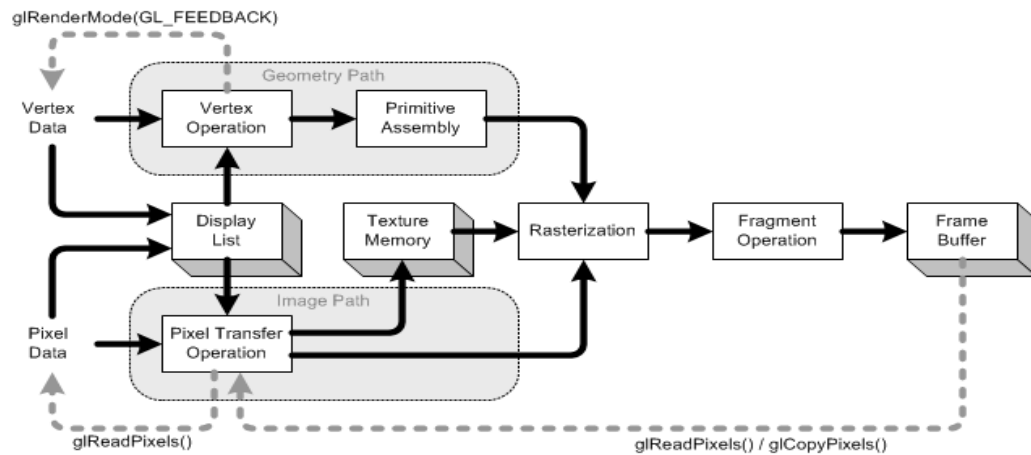 glRenderMode(GL_FEEDBACK)
Geometry Path
Vertex
Data
Vertex
Operation
Primitive
Assembly
Display
List
Texture
Memory
Rasterization
Fragment
Operation
Frame
Buffer
Image Path
Pixel
Data
Pixel Transfer
Operation
glReadPixels()
glReadPixels() / glCopyPixels()